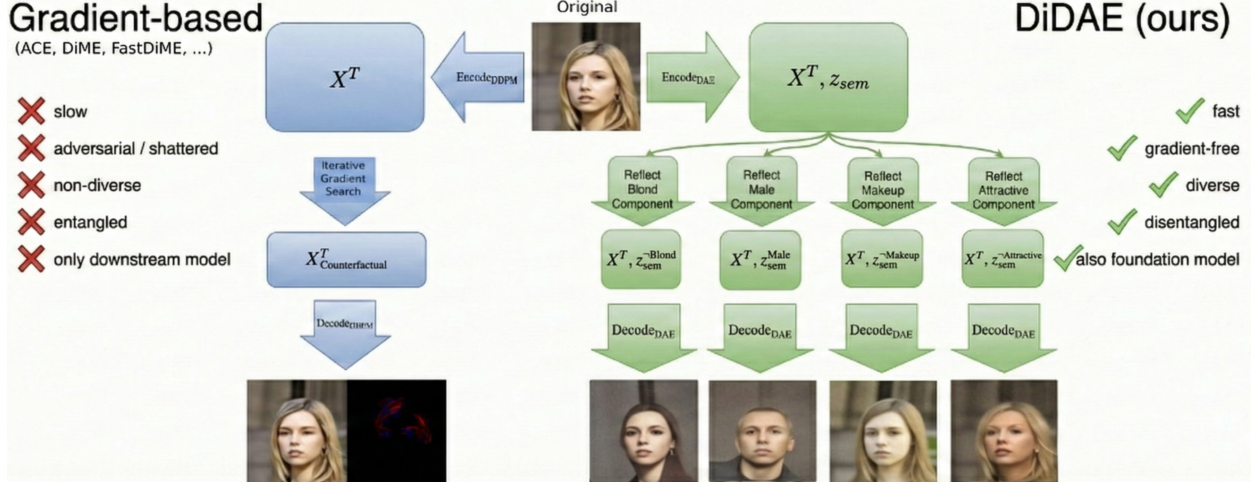 Gradient-based
(ACE, DiME, FastDiME, ...)
slow
adversarial / shattered
non-diverse
entangled
only downstream model
Original
X^T
Encode_DDPM
Encode_DAE
X^T, z_sem
DiDAE (ours)
fast
gradient-free
diverse
disentangled
also foundation model
Iterative
Gradient
Search
X^T_Counterfactual
Reflect
Blond
Component
Reflect
Male
Component
Reflect
Makeup
Component
Reflect
Attractive
Component
X^T, z_sem^¬Blond
X^T, z_sem^Male
X^T, z_sem^¬Makeup
X^T, z_sem^¬Attractive
Decode
Decode_DAE
Decode_DAE
Decode_DAE
Decode_DAE